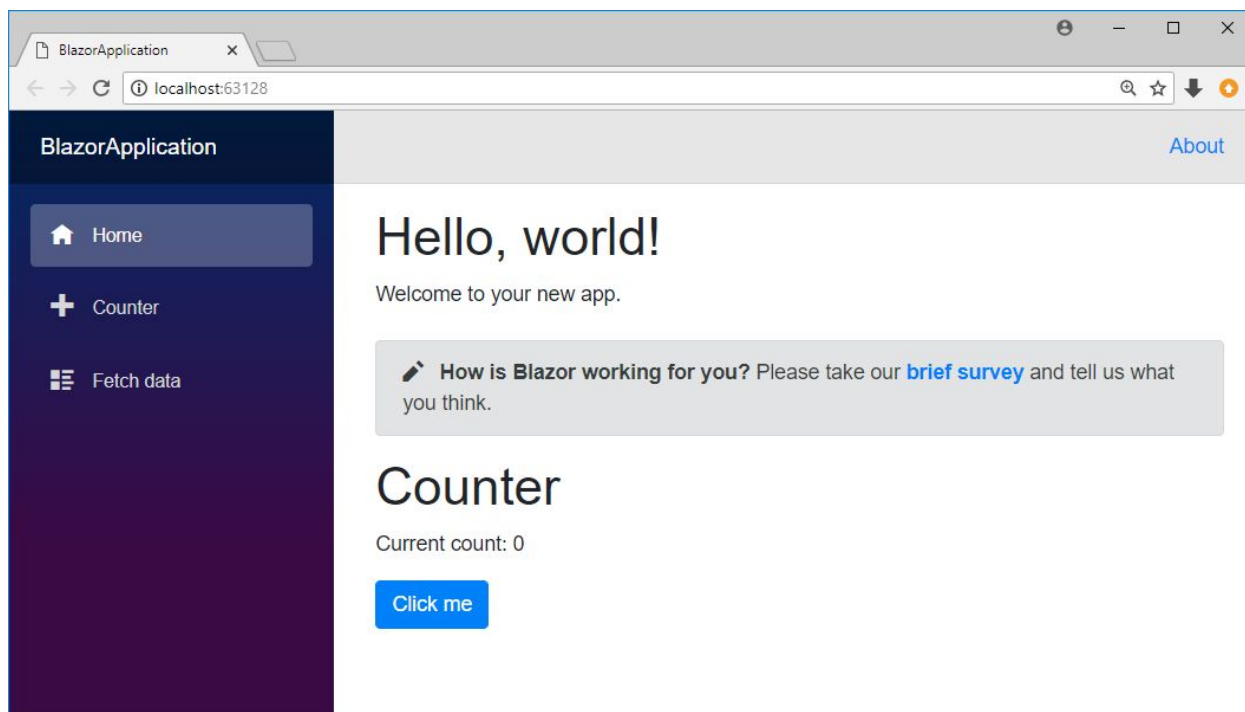 BlazorApplication
localhost:63128
BlazorApplication
About
Home
Counter
Fetch data
Hello, world!
Welcome to your new app.
How is Blazor working for you? Please take our brief survey and tell us what
you think.
Counter
Current count: 0
Click me